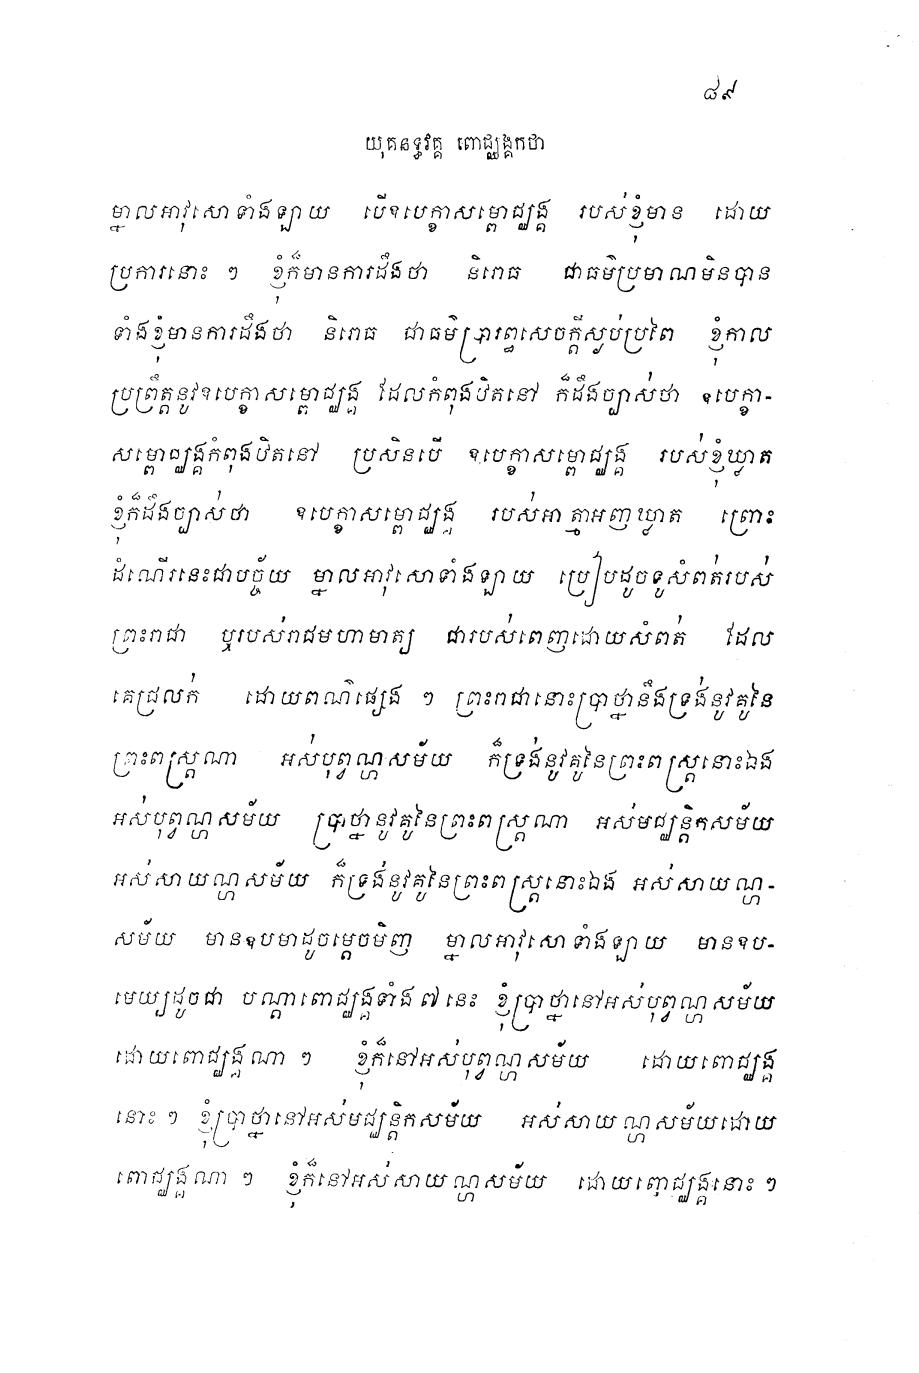 ៨៩
យុគនទ្ធវគ្គ ពោជ្ឈង្គកថា
ម្នាលអាវុសោទាំងឡាយ បើឧបេក្ខាសម្ពោជ្ឈង្គ របស់ខ្ញុំមាន ដោយ
ប្រការនោះ ៗ ខ្ញុំក៏មានការដឹងថា និរោធ ជាធម៌ប្រមាណមិនបាន
ទាំងខ្ញុំមានការដឹងថា និរោធ ជាធម៌ប្រារព្ធសេចក្តីស្ងប់ប្រពៃ ខ្ញុំកាល
ប្រព្រឹត្តនូវឧបេក្ខាសម្ពោជ្ឈង្គ ដែលកំពុងឋិតនៅ ក៏ដឹងច្បាស់ថា ឧបេក្ខា-
សម្ពោជ្ឈង្គកំពុងឋិតនៅ ប្រសិនបើ ឧបេក្ខាសម្ពោជ្ឈង្គ របស់ខ្ញុំឃ្លាត
ខ្ញុំក៏ដឹងច្បាស់ថា ឧបេក្ខាសម្ពោជ្ឈង្គ របស់អាត្មាអញឃ្លាត ព្រោះ
ដំណើរនេះជាបច្ច័យ ម្នាលអាវុសោទាំងឡាយ ប្រៀបដូចទូសំពត់របស់
ព្រះរាជា ឬរបស់រាជមហាមាត្យ ជារបស់ពេញដោយសំពត់ ដែល
គេជ្រលក់ ដោយពណ៌ផ្សេង ៗ ព្រះរាជានោះប្រាថ្នានឹងទ្រង់នូវគូនៃ
ព្រះពស្ត្រណា អស់បុព្វណ្ហសម័យ ក៏ទ្រង់នូវគូនៃព្រះពស្ត្រនោះឯង
អស់បុព្វណ្ហសម័យ ប្រាថ្នានូវគូនៃព្រះពស្ត្រណា អស់មជ្ឈន្តិកសម័យ
អស់សាយណ្ហសម័យ ក៏ទ្រង់នូវគូនៃព្រះពស្ត្រនោះឯង អស់សាយណ្ហ-
សម័យ មានឧបមាដូចម្តេចមិញ ម្នាលអាវុសោទាំងឡាយ មានឧប-
មេយ្យដូចជា បណ្តាពោជ្ឈង្គទាំង៧នេះ ខ្ញុំប្រាថ្នានៅអស់បុព្វណ្ហសម័យ
ដោយពោជ្ឈង្គណា ៗ ខ្ញុំក៏នៅអស់បុព្វណ្ហសម័យ ដោយពោជ្ឈង្គ
នោះ ៗ ខ្ញុំប្រាថ្នានៅអស់មជ្ឈន្តិកសម័យ អស់សាយណ្ហសម័យដោយ
ពោជ្ឈង្គណា ៗ ខ្ញុំក៏នៅអស់សាយណ្ហសម័យ ដោយពោជ្ឈង្គនោះ ៗ